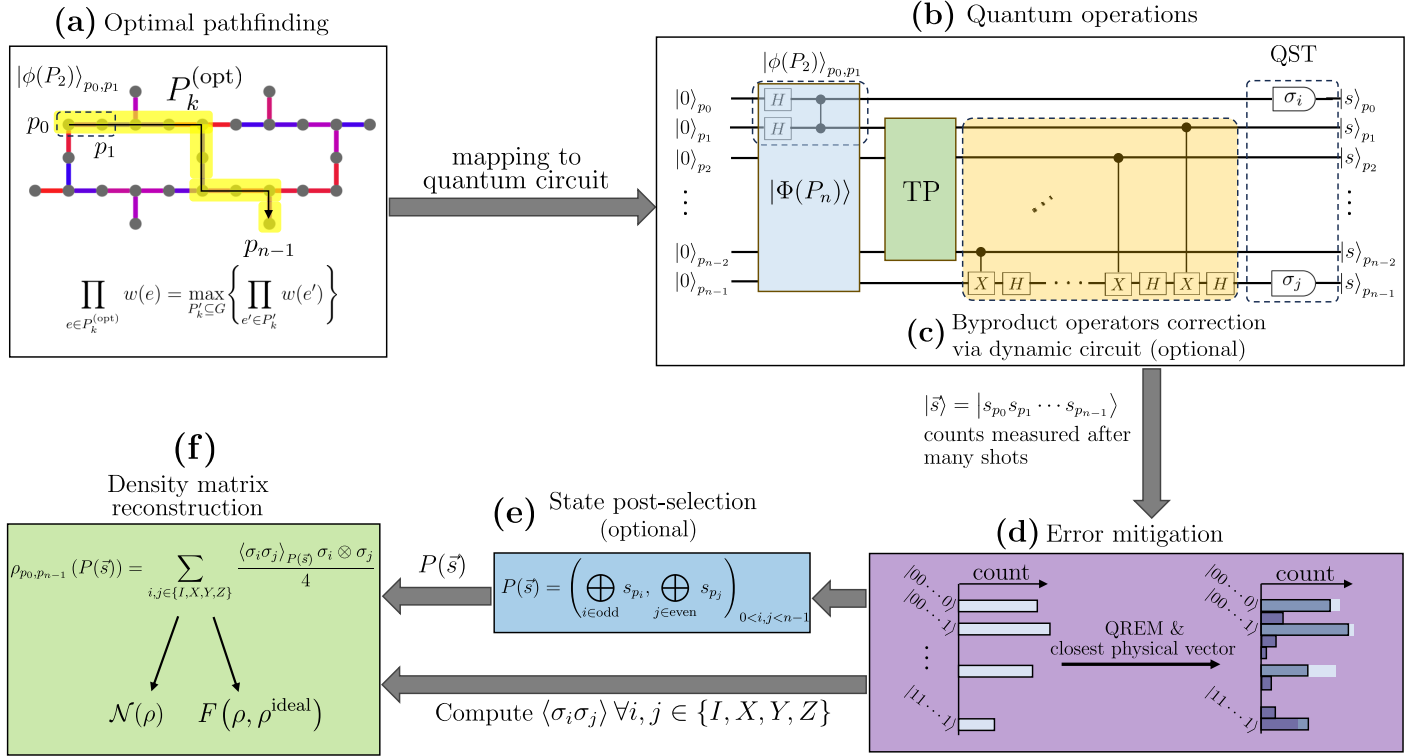 (a) Optimal pathfinding
|ϕ(P₂)⟩_{p₀,p₁}
P_k^{(opt)}
p₀
p₁
p_{n−1}
∏_{e∈P_k^{(opt)}} w(e) = max_{P′_k⊆G} { ∏_{e′∈P′_k} w(e′) }
mapping to
quantum circuit
(b) Quantum operations
|ϕ(P₂)⟩_{p₀,p₁}
QST
|0⟩_{p₀}
H
σ_i
|s⟩_{p₀}
|0⟩_{p₁}
H
|s⟩_{p₁}
|0⟩_{p₂}
|s⟩_{p₂}
⋮
|Φ(P_n)⟩
TP
⋰
⋮
|0⟩_{p_{n−2}}
|s⟩_{p_{n−2}}
|0⟩_{p_{n−1}}
X H ···· X H X H
σ_j
|s⟩_{p_{n−1}}
(c) Byproduct operators correction
via dynamic circuit (optional)
|s⃗⟩ = |s_{p₀}s_{p₁} ··· s_{p_{n−1}}⟩
counts measured after
many shots
(d) Error mitigation
count
|00···0⟩
|00···1⟩
⋮
|11···1⟩
QREM &
closest physical vector
count
|00···0⟩
|00···1⟩
⋮
|11···1⟩
(e) State post-selection
(optional)
P(s⃗) = ( ⊕_{i∈odd} s_{p_i}, ⊕_{j∈even} s_{p_j} )_{0<i,j<n−1}
P(s⃗)
Compute ⟨σ_iσ_j⟩ ∀i, j ∈ {I, X, Y, Z}
(f)
Density matrix
reconstruction
ρ_{p₀,p_{n−1}} (P(s⃗)) = ∑_{i,j∈{I,X,Y,Z}} ⟨σ_iσ_j⟩_{P(s⃗)} σ_i ⊗ σ_j / 4
𝒩(ρ)
F(ρ, ρ^{ideal})